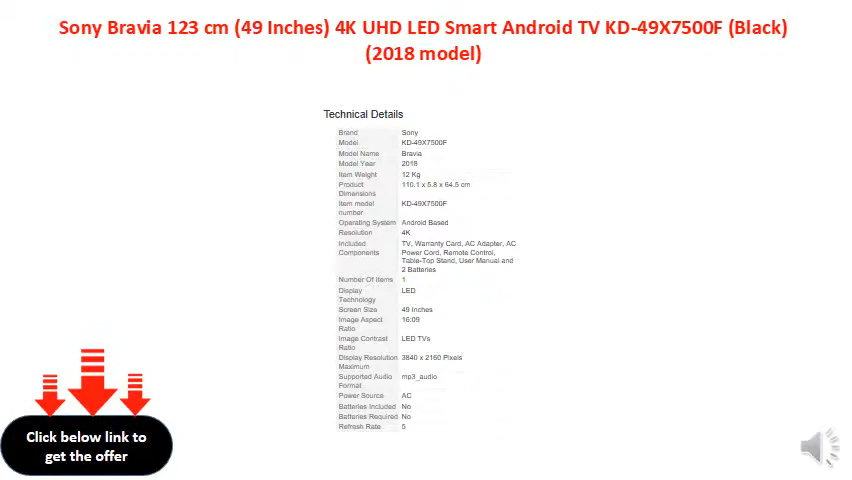 Sony Bravia 123 cm (49 Inches) 4K UHD LED Smart Android TV KD-49X7500F (Black)
(2018 model)
Technical Details
Brand Sony
Model KD-49X7500F
Model Name Bravia
Model Year 2018
Item Weight 12 Kg
Product 110.1 x 5.8 x 64.5 cm
Dimensions
Item model KD-49X7500F
number
Operating System Android Based
Resolution 4K
Included TV, Warranty Card, AC Adapter, AC
Components Power Cord, Remote Control,
Table-Top Stand, User Manual and
2 Batteries
Number Of Items 1
Display LED
Technology
Screen Size 49 Inches
Image Aspect 16:09
Ratio
Image Contrast LED TVs
Ratio
Display Resolution 3840 x 2160 Pixels
Maximum
Supported Audio mp3_audio
Format
Power Source AC
Batteries Included No
Batteries Required No
Refresh Rate 5
Click below link to
get the offer